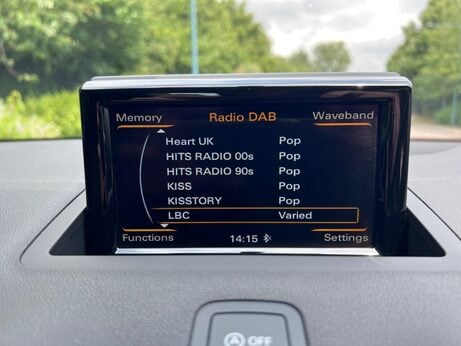 Memory Radio DAB Waveband
Heart UK Pop
HITS RADIO 00s Pop
HITS RADIO 90s Pop
KISS Pop
KISSTORY Pop
LBC Varied
Functions 14:15 Settings
A OFF